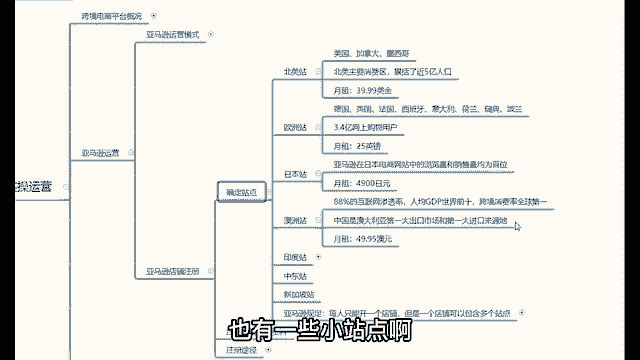 跨境电商平台概况
亚马逊运营模式
美国、加拿大、墨西哥
北美站
北美主要消费区，囊括了近5亿人口
月租：39.99美金
德国、英国、法国、西班牙、意大利、荷兰、瑞典、波兰
欧洲站
3.4亿网上购物用户
月租：25英镑
亚马逊运营
亚马逊在日本电商网站中的浏览量和销售量均为首位
日本站
月租：4900日元
实操运营
确定站点
88%的互联网渗透率、人均GDP世界前十，跨境消费率全球第一
澳洲站
中国是澳大利亚第一大出口市场和第一大进口来源地
月租：49.95澳元
印度站
亚马逊店铺注册
中东站
新加坡站
亚马逊规定：每人只能开一个店铺，但是一个店铺可以包含多个站点
也有一些小站点啊
注册途径